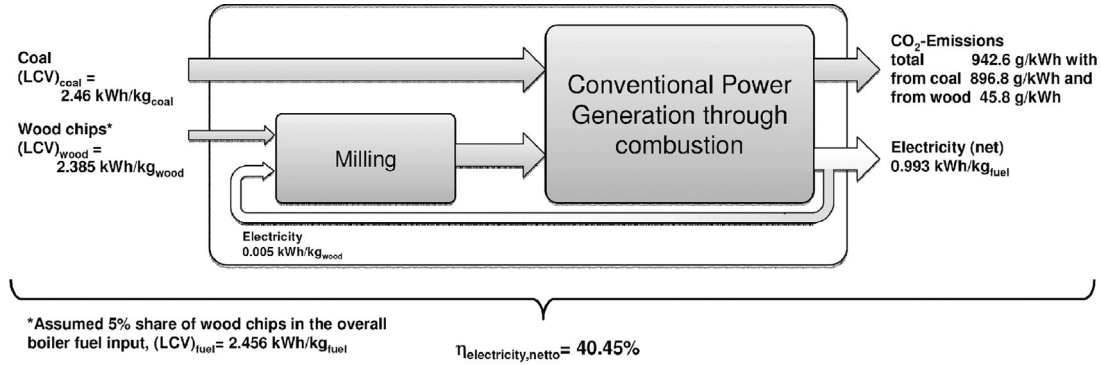 Coal
(LCV)coal =
2.46 kWh/kgcoal
Wood chips*
(LCV)wood =
2.385 kWh/kgwood
Milling
Conventional Power
Generation through
combustion
CO2-Emissions
total 942.6 g/kWh with
from coal 896.8 g/kWh and
from wood 45.8 g/kWh
Electricity (net)
0.993 kWh/kgfuel
Electricity
0.005 kWh/kgwood
*Assumed 5% share of wood chips in the overall
boiler fuel input, (LCV)fuel= 2.456 kWh/kgfuel
ηelectricity,netto= 40.45%